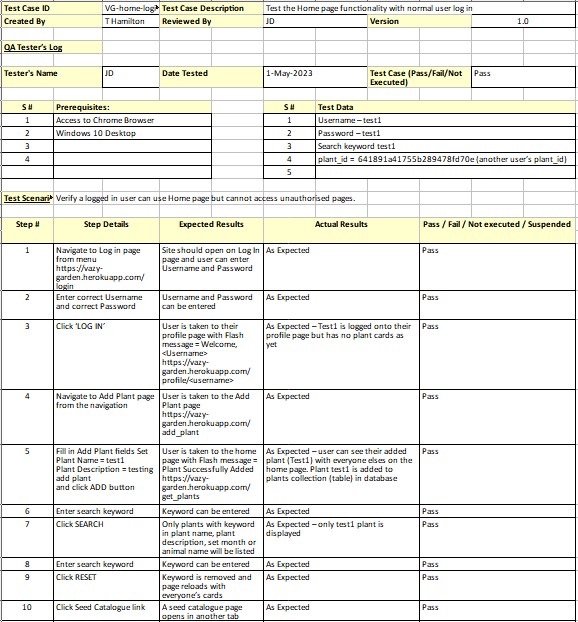 Test Case ID VG-home-log Test Case Description Test the Home page functionality with normal user log in
Created By T Hamilton Reviewed By JD Version 1.0
QA Tester's Log
Tester's Name JD Date Tested 1-May-2023 Test Case (Pass/Fail/Not Executed) Pass
S # Prerequisites: S # Test Data
1 Access to Chrome Browser 1 Username – test1
2 Windows 10 Desktop 2 Password – test1
3 3 Search keyword test1
4 4 plant_id = 641891a41755b289478fd70e (another user's plant_id)
5
Test Scenari Verify a logged in user can use Home page but cannot access unauthorised pages.
Step # Step Details Expected Results Actual Results Pass / Fail / Not executed / Suspended
1 Navigate to Log in page Site should open on Log In As Expected Pass
from menu page and user can enter
https://vazy- Username and Password
garden.herokuapp.com/
login
2 Enter correct Username Username and Password As Expected Pass
and correct Password can be entered
3 Click 'LOG IN' User is taken to their As Expected – Test1 is logged onto their Pass
profile page with Flash profile page but has no plant cards as
message = Welcome, yet
<Username>
https://vazy-
garden.herokuapp.com/
profile/<username>
4 Navigate to Add Plant page User is taken to the Add As Expected Pass
from the navigation Plant page
https://vazy-
garden.herokuapp.com/
add_plant
5 Fill in Add Plant fields Set User is taken to the home As Expected – user can see their added Pass
Plant Name = test1 page with Flash message = plant (Test1) with everyone elses on the
Plant Description = testing Plant Successfully Added home page. Plant test1 is added to
add plant https://vazy- plants collection (table) in database
and click ADD button garden.herokuapp.com/
get_plants
6 Enter search keyword Keyword can be entered As Expected Pass
7 Click SEARCH Only plants with keyword As Expected – only test1 plant is Pass
in plant name, plant displayed
description, set month or
animal name will be listed
8 Enter search keyword Keyword can be entered As Expected Pass
9 Click RESET Keyword is removed and As Expected Pass
page reloads with
everyone's cards
10 Click Seed Catalogue link A seed catalogue page As Expected Pass
opens in another tab